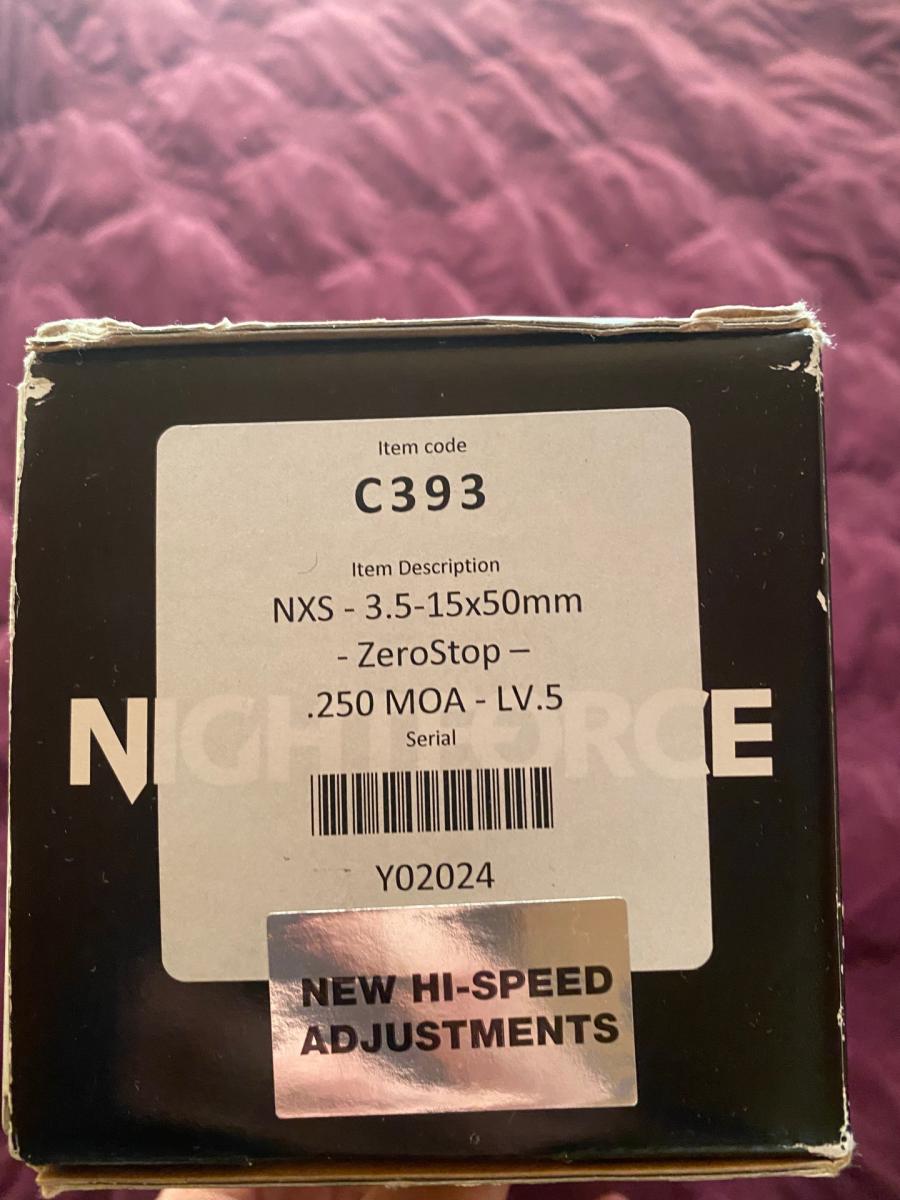 Item code
C393
Item Description
NXS - 3.5-15x50mm
- ZeroStop –
.250 MOA - LV.5
NIGHTFORCE
Serial
Y02024
NEW HI-SPEED
ADJUSTMENTS